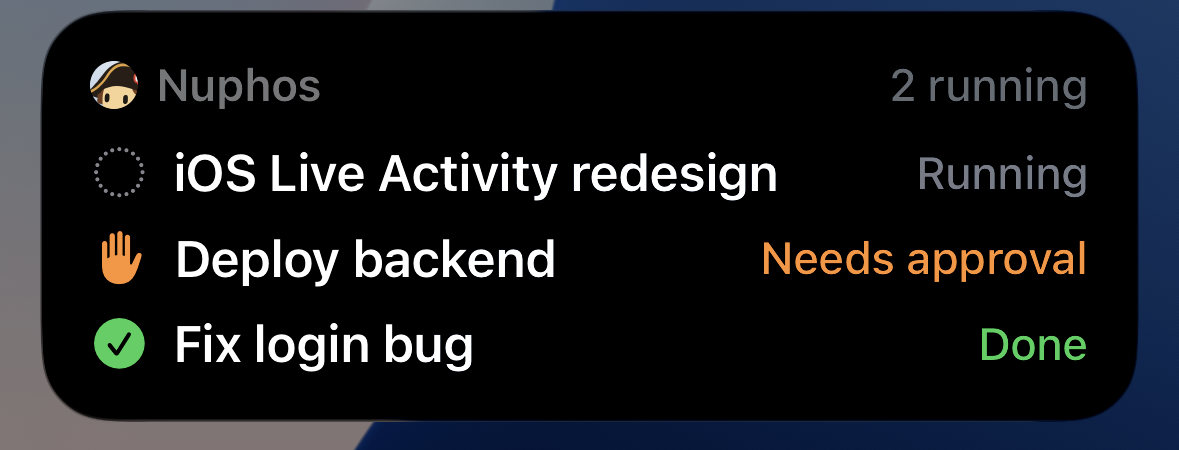 Nuphos 2 running
iOS Live Activity redesign Running
Deploy backend Needs approval
Fix login bug Done